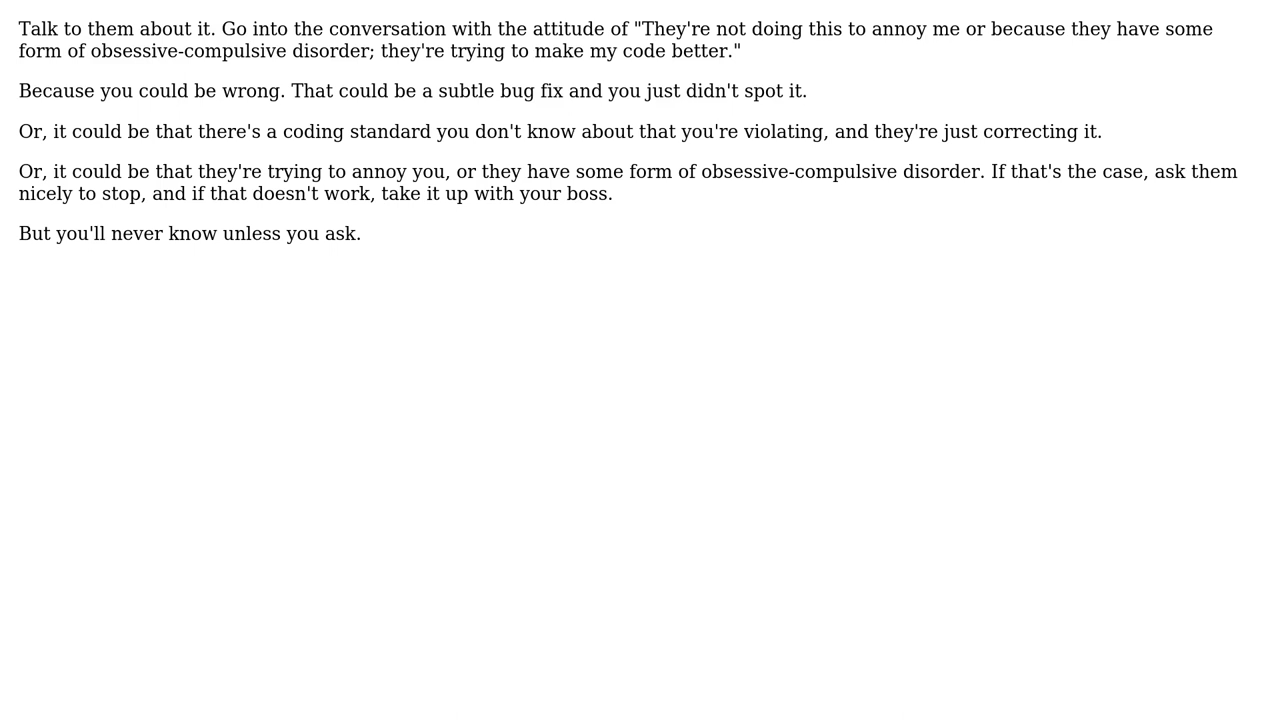 Talk to them about it. Go into the conversation with the attitude of "They're not doing this to annoy me or because they have some
form of obsessive-compulsive disorder; they're trying to make my code better."
Because you could be wrong. That could be a subtle bug fix and you just didn't spot it.
Or, it could be that there's a coding standard you don't know about that you're violating, and they're just correcting it.
Or, it could be that they're trying to annoy you, or they have some form of obsessive-compulsive disorder. If that's the case, ask them
nicely to stop, and if that doesn't work, take it up with your boss.
But you'll never know unless you ask.